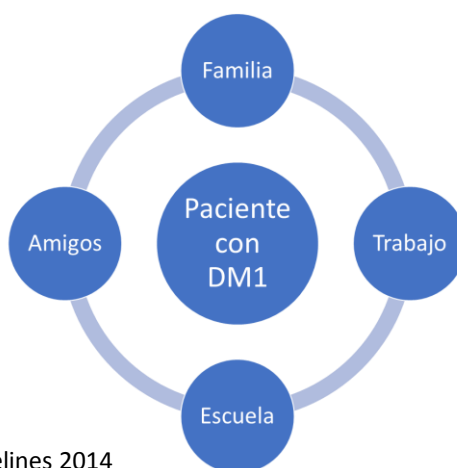 Familia
Paciente
con
DM1
Amigos
Trabajo
Escuela
2014